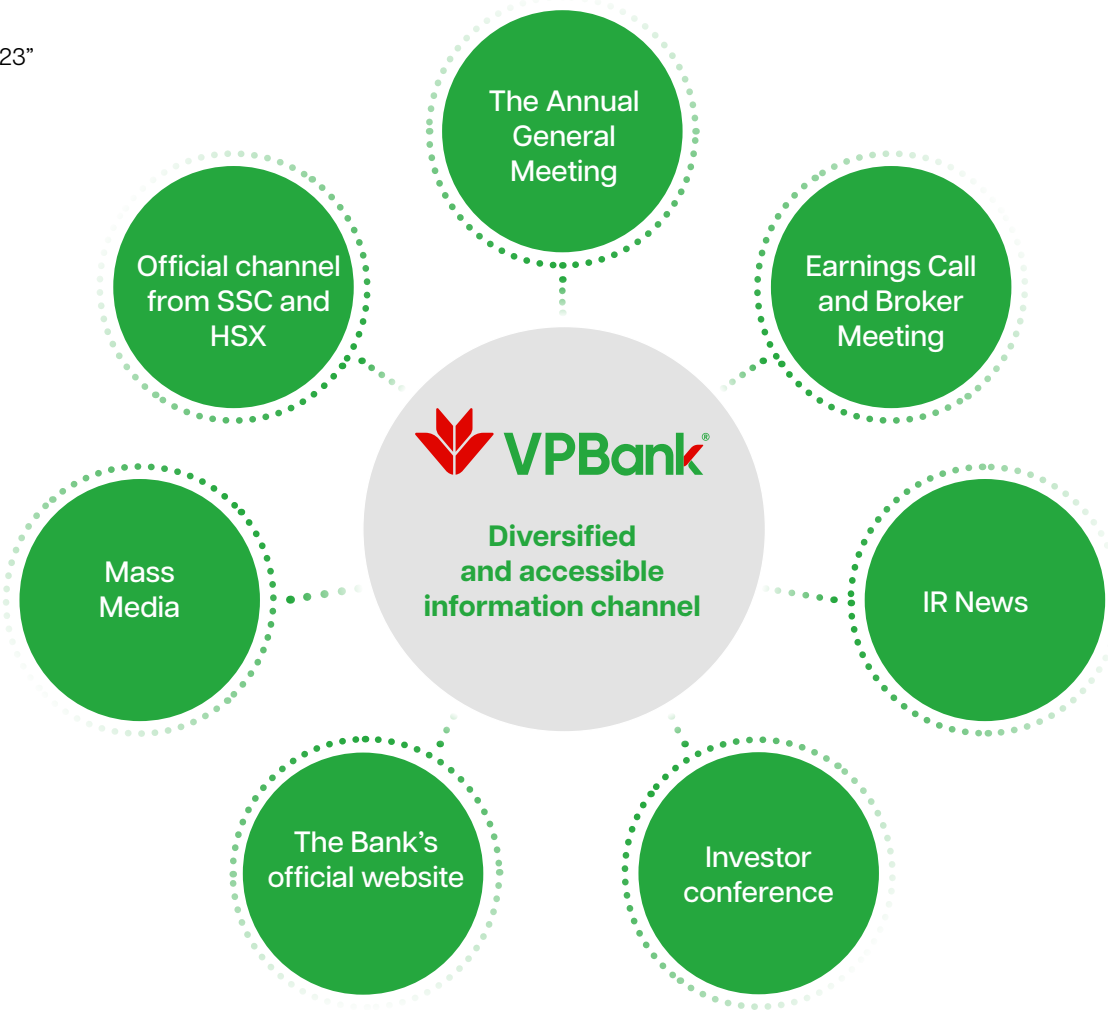 23”
The Annual
General
Meeting
Official channel
from SSC and
HSX
Earnings Call
and Broker
Meeting
VPBank®
Diversified
and accessible
information channel
Mass
Media
IR News
The Bank’s
official website
Investor
conference